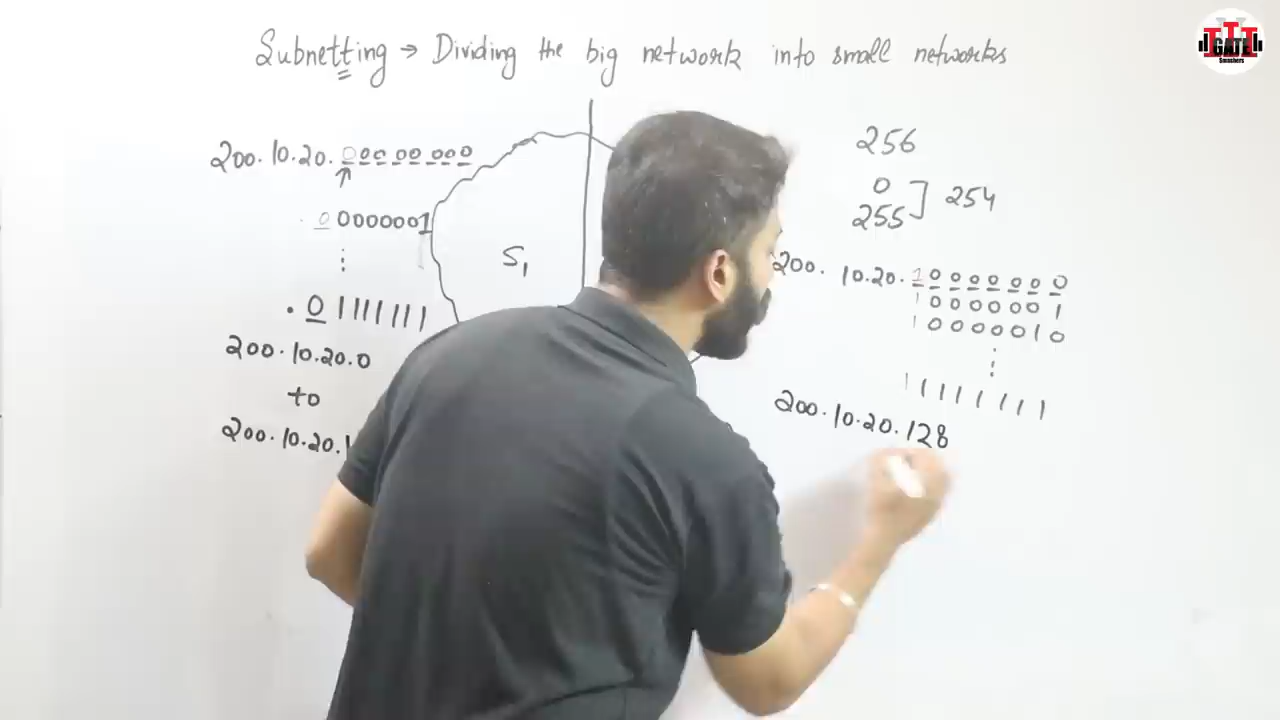 Subnetting → Dividing the big network into small networks
200.10.20.00000000
00000001
01111111
200.10.20.0
to
200.10.20.1
S1
256
0
255
254
200.10.20.10000000
10000001
10000010
11111111
200.10.20.128
GATE
Smashers